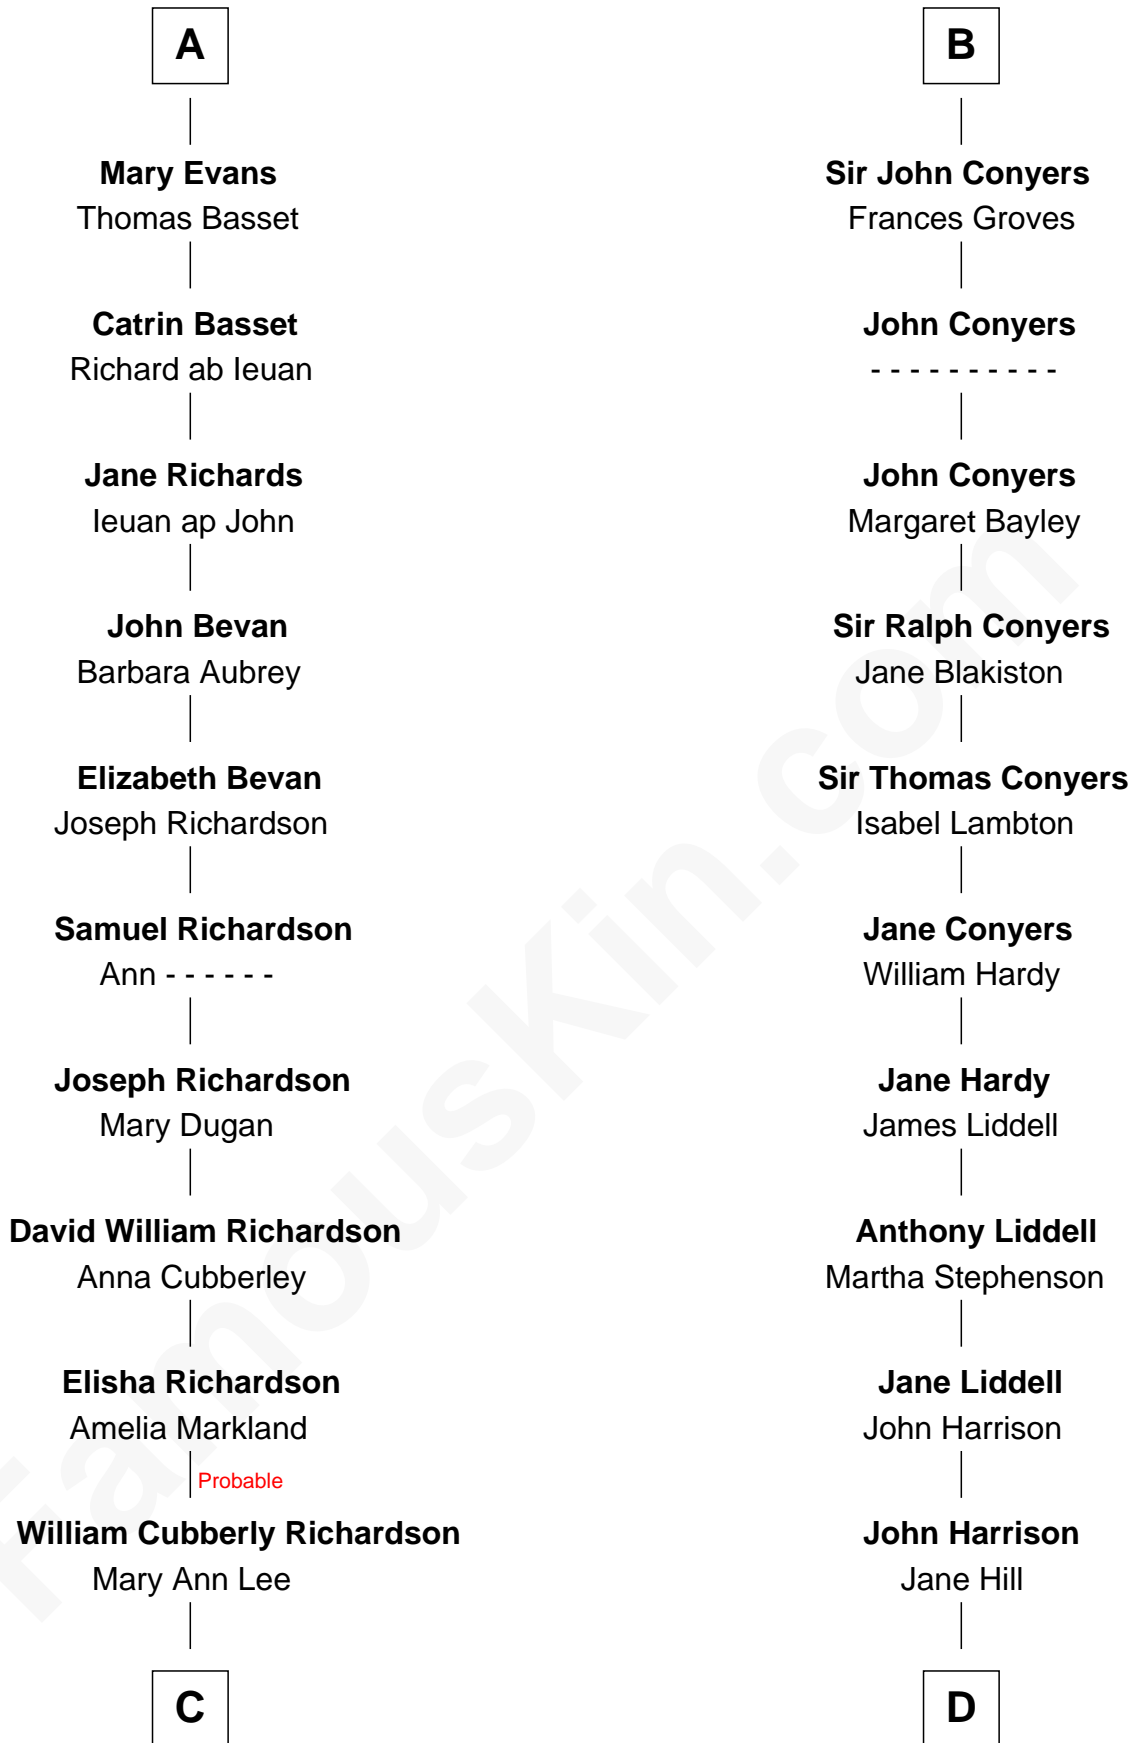 A
Mary Evans
Thomas Basset
Catrin Basset
Richard ab Ieuan
Jane Richards
Ieuan ap John
John Bevan
Barbara Aubrey
Elizabeth Bevan
Joseph Richardson
Samuel Richardson
Ann - - - - - -
Joseph Richardson
Mary Dugan
David William Richardson
Anna Cubberley
Elisha Richardson
Amelia Markland
Probable
William Cubberly Richardson
Mary Ann Lee
C
B
Sir John Conyers
Frances Groves
John Conyers
- - - - - - - - - -
John Conyers
Margaret Bayley
Sir Ralph Conyers
Jane Blakiston
Sir Thomas Conyers
Isabel Lambton
Jane Conyers
William Hardy
Jane Hardy
James Liddell
Anthony Liddell
Martha Stephenson
Jane Liddell
John Harrison
John Harrison
Jane Hill
D
FamousKin.com